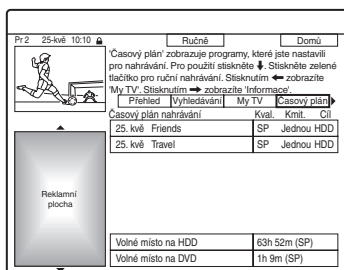 Pr 2 25-kvě 10:10
Ručně Domů
'Časový plán' zobrazuje programy, které jste nastavili
pro nahrávání. Pro použití stiskněte ⬇. Stiskněte zelené
tlačítko pro ruční nahrávání. Stisknutím ⬅ zobrazíte
'My TV'. Stisknutím ➡ zobrazíte 'Informace'.
Přehled Vyhledávání My TV Časový plán
Časový plán nahrávání Kval. Kmit. Cíl
25. kvě Friends SP Jednou HDD
25. kvě Travel SP Jednou HDD
Reklamní
plocha
Volné místo na HDD 63h 52m (SP)
Volné místo na DVD 1h 9m (SP)